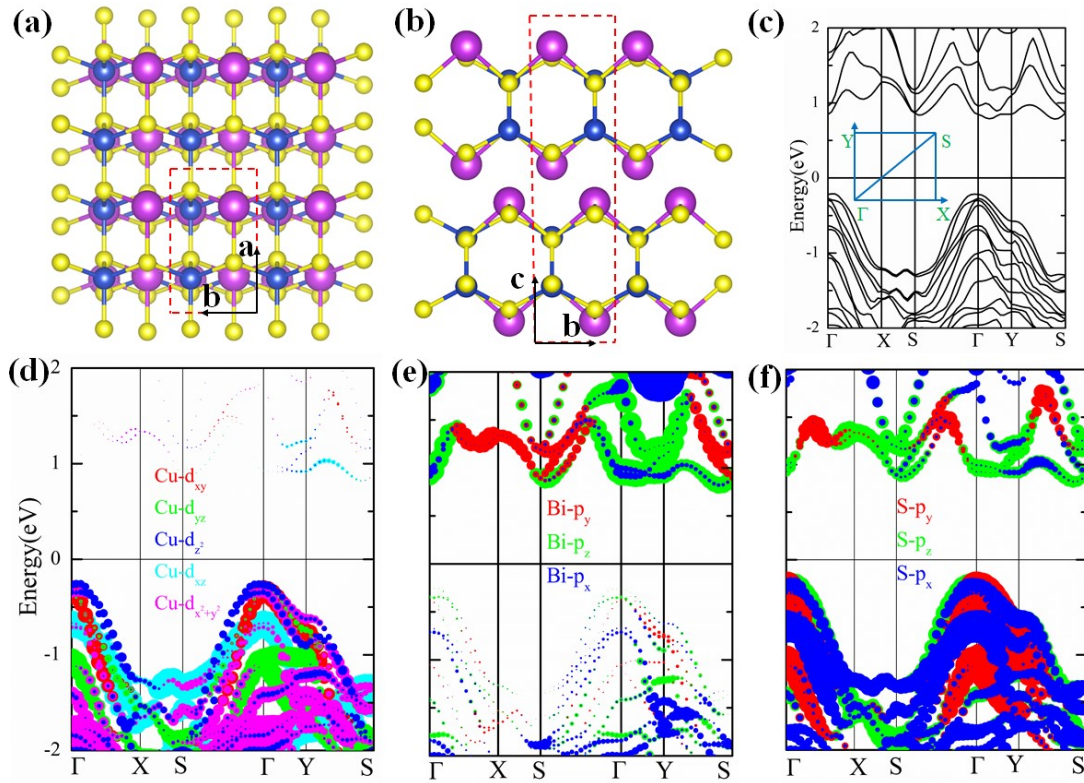 (a)
a
b
(b)
c
b
(c)
2
1
0
-1
-2
Energy(eV)
Y
S
Γ
X
Γ X S Γ Y S
(d)
2
1
0
-1
-2
Energy(eV)
Cu-dxy
Cu-dyz
Cu-dz²
Cu-dxz
Cu-dx²+y²
Γ X S Γ Y S
(e)
Bi-py
Bi-pz
Bi-px
Γ X S Γ Y S
(f)
S-py
S-pz
S-px
Γ X S Γ Y S